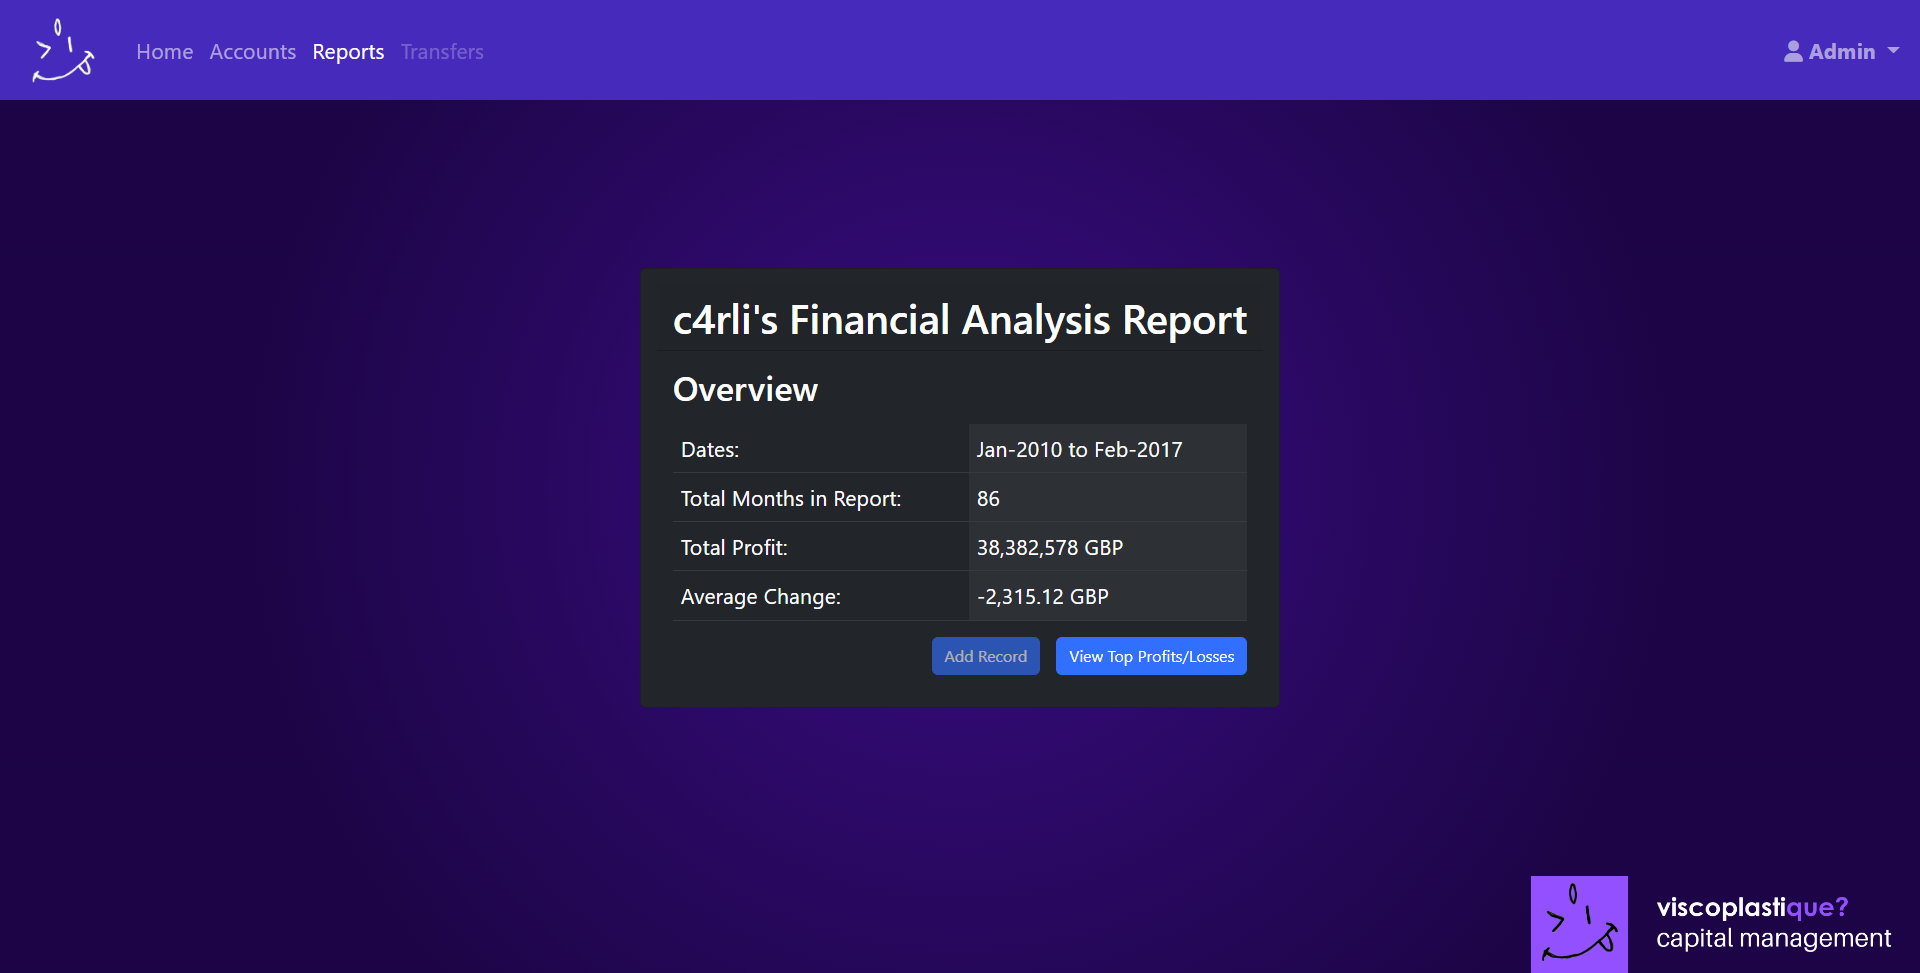 Home Accounts Reports Transfers
Admin
c4rli's Financial Analysis Report
Overview
Dates: Jan-2010 to Feb-2017
Total Months in Report: 86
Total Profit: 38,382,578 GBP
Average Change: -2,315.12 GBP
Add Record View Top Profits/Losses
viscoplastique?
capital management